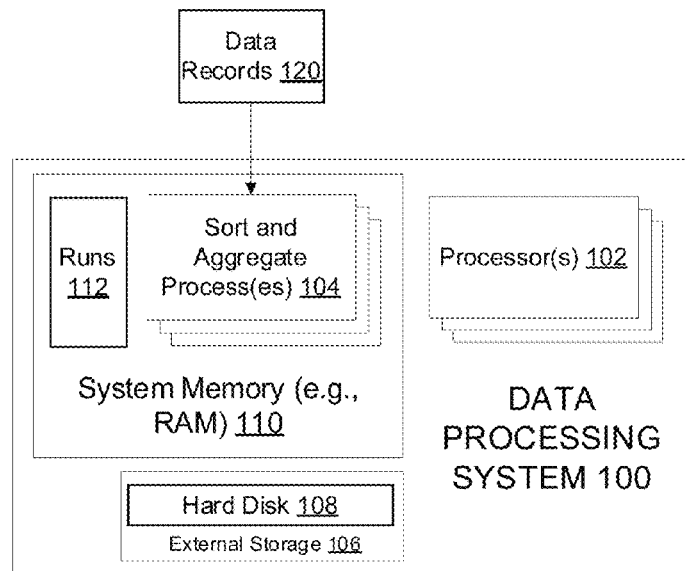 Data
Records 120
Runs
112
Sort and
Aggregate
Process(es) 104
Processor(s) 102
System Memory (e.g.,
RAM) 110
DATA
PROCESSING
SYSTEM 100
Hard Disk 108
External Storage 106